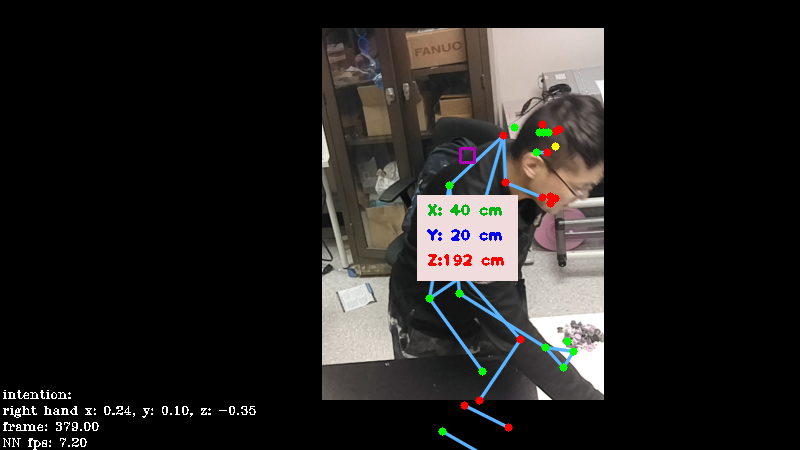 FANUC
X: 40 cm
Y: 20 cm
Z:192 cm
intention:
right hand x: 0.24, y: 0.10, z: -0.35
frame: 379.00
NN fps: 7.20